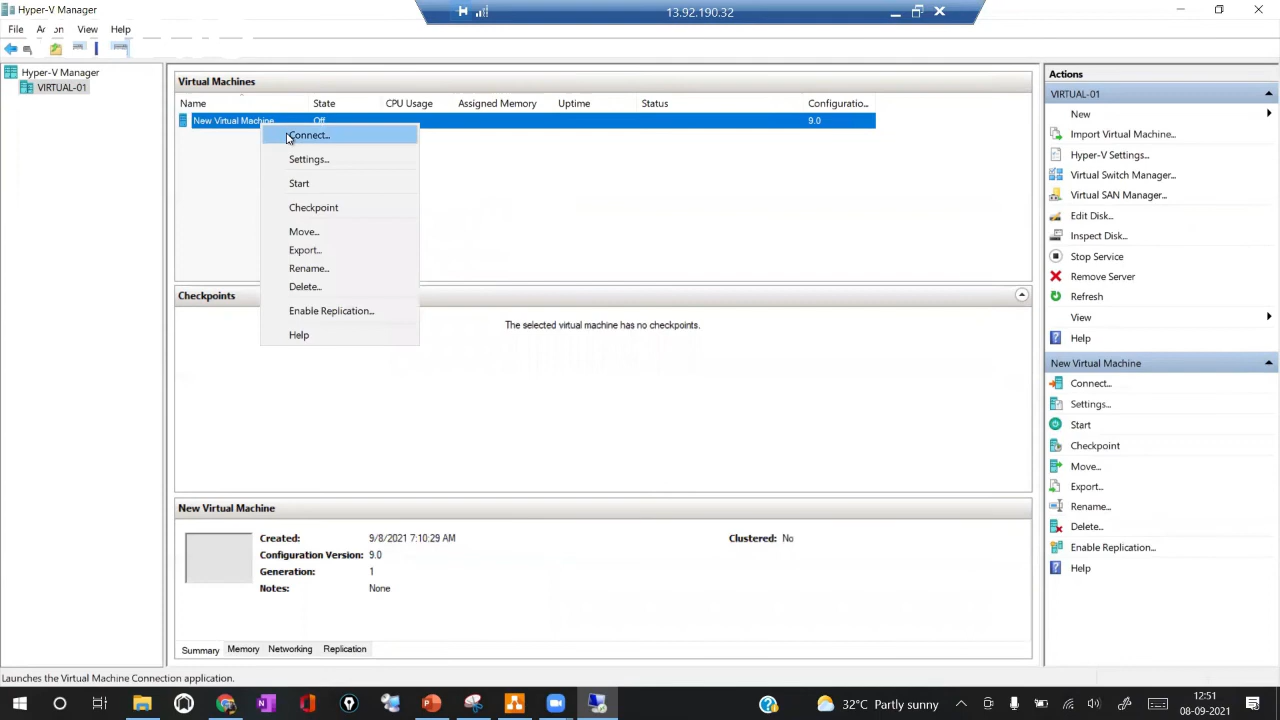 Hyper-V Manager
13.92.190.32
File Action View Help
Hyper-V Manager
VIRTUAL-01
Virtual Machines
Name State CPU Usage Assigned Memory Uptime Status Configuratio...
New Virtual Machine Off 9.0
Connect...
Settings...
Start
Checkpoint
Move...
Export...
Rename...
Delete...
Enable Replication...
Help
Checkpoints
The selected virtual machine has no checkpoints.
New Virtual Machine
Created: 9/8/2021 7:10:29 AM Clustered: No
Configuration Version: 9.0
Generation: 1
Notes: None
Summary Memory Networking Replication
Actions
VIRTUAL-01
New
Import Virtual Machine...
Hyper-V Settings...
Virtual Switch Manager...
Virtual SAN Manager...
Edit Disk...
Inspect Disk...
Stop Service
Remove Server
Refresh
View
Help
New Virtual Machine
Connect...
Settings...
Start
Checkpoint
Move...
Export...
Rename...
Delete...
Enable Replication...
Help
Launches the Virtual Machine Connection application.
32°C Partly sunny
12:51
08-09-2021